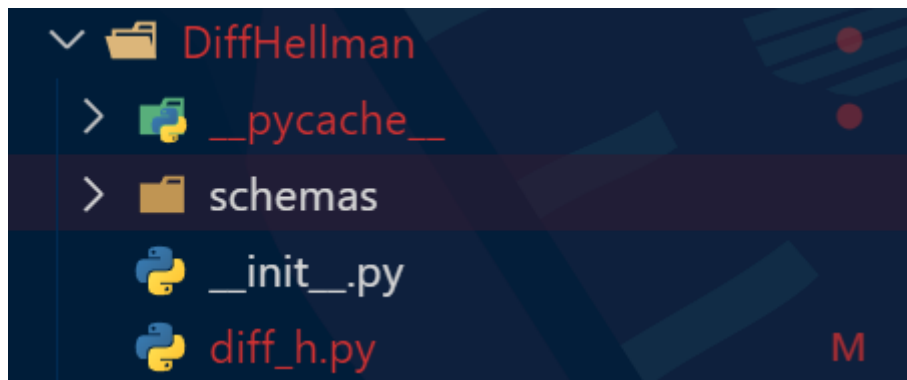 DiffHellman
__pycache__
schemas
__init__.py
diff_h.py M